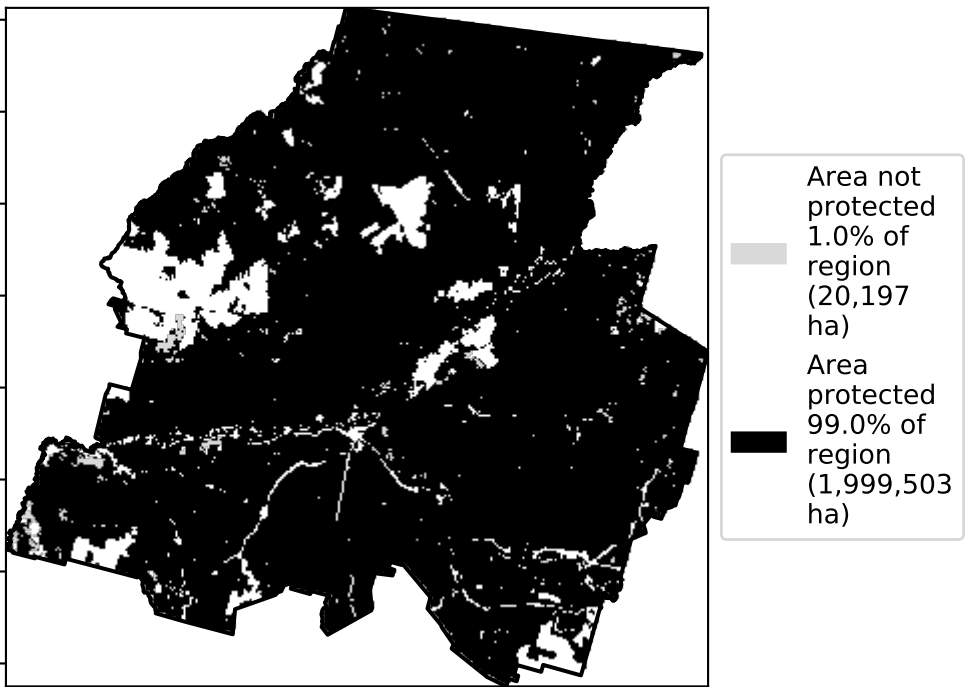 Area not
protected
1.0% of
region
(20,197
ha)
Area
protected
99.0% of
region
(1,999,503
ha)